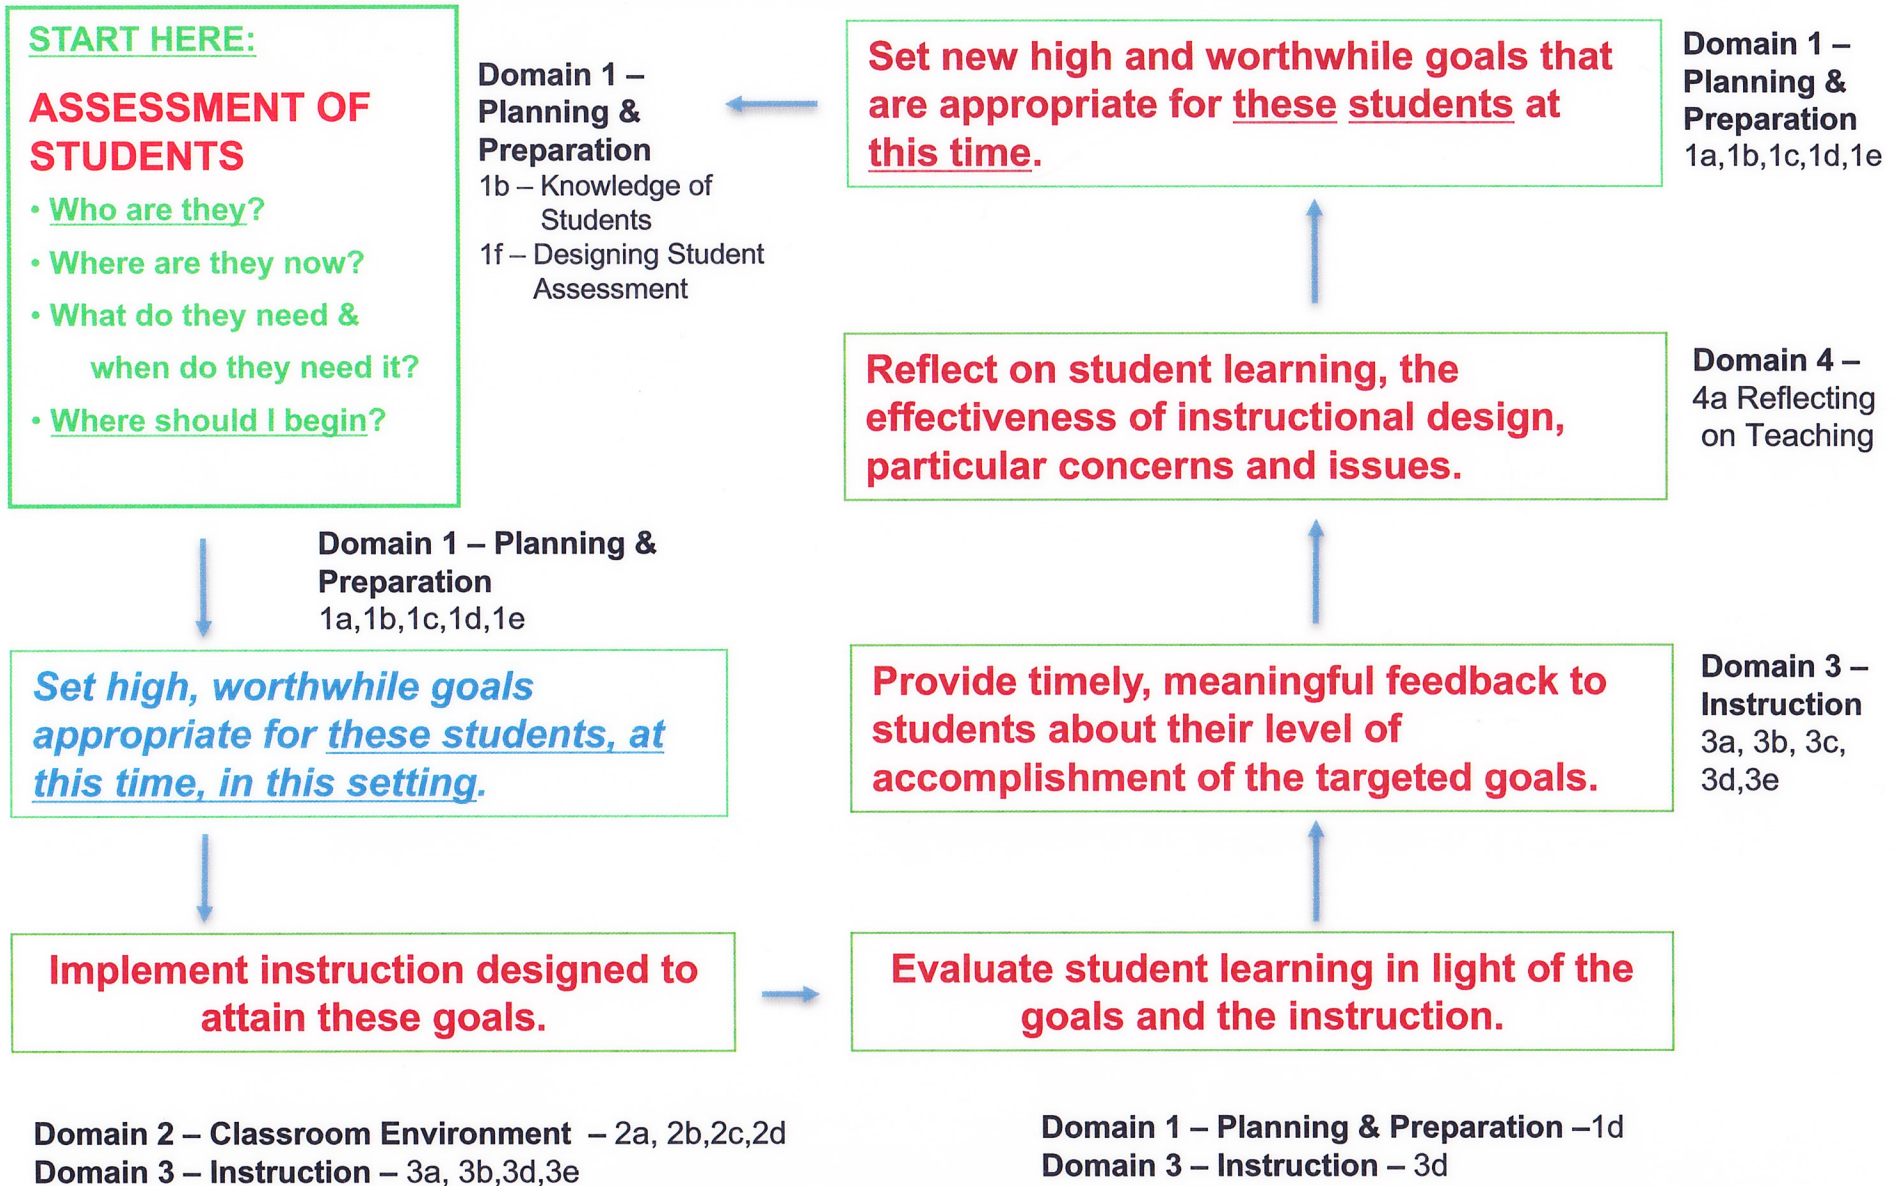 START HERE:
ASSESSMENT OF
STUDENTS
• Who are they?
• Where are they now?
• What do they need &
when do they need it?
• Where should I begin?
Domain 1 –
Planning &
Preparation
1b – Knowledge of
Students
1f – Designing Student
Assessment
Domain 1 – Planning &
Preparation
1a,1b,1c,1d,1e
Set high, worthwhile goals
appropriate for these students, at
this time, in this setting.
Implement instruction designed to
attain these goals.
Domain 2 – Classroom Environment – 2a, 2b,2c,2d
Domain 3 – Instruction – 3a, 3b,3d,3e
Evaluate student learning in light of the
goals and the instruction.
Domain 1 – Planning & Preparation –1d
Domain 3 – Instruction – 3d
Provide timely, meaningful feedback to
students about their level of
accomplishment of the targeted goals.
Domain 3 –
Instruction
3a, 3b, 3c,
3d,3e
Reflect on student learning, the
effectiveness of instructional design,
particular concerns and issues.
Domain 4 –
4a Reflecting
on Teaching
Set new high and worthwhile goals that
are appropriate for these students at
this time.
Domain 1 –
Planning &
Preparation
1a,1b,1c,1d,1e